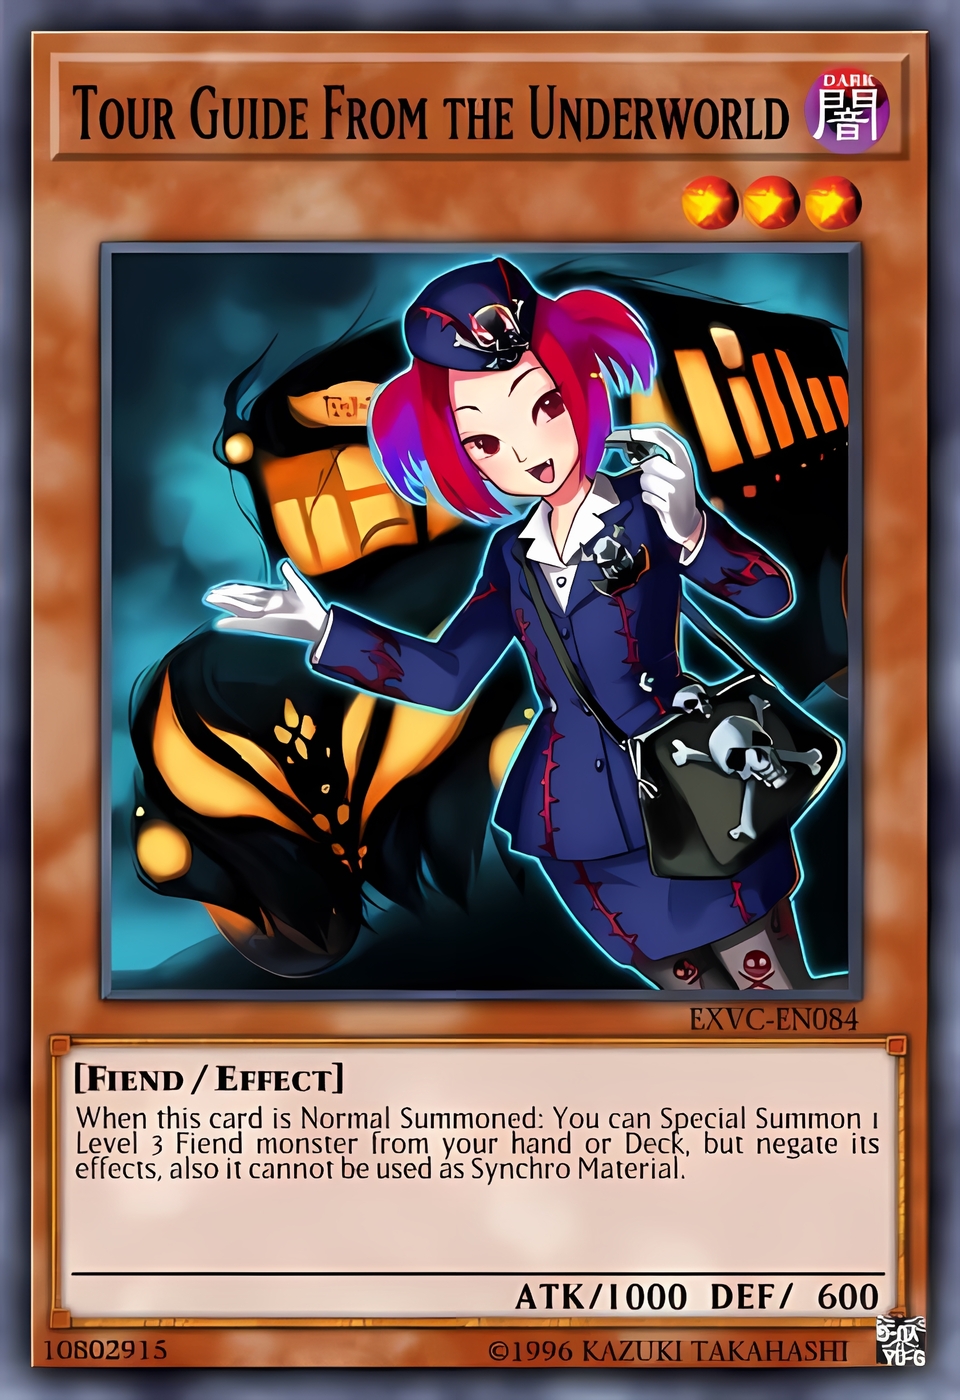 Tour Guide From the Underworld
DARK
闇
EXVC-EN084
[Fiend / Effect]
When this card is Normal Summoned: You can Special Summon 1
Level 3 Fiend monster from your hand or Deck, but negate its
effects, also it cannot be used as Synchro Material.
ATK/1000 DEF/ 600
10802915
©1996 KAZUKI TAKAHASHI